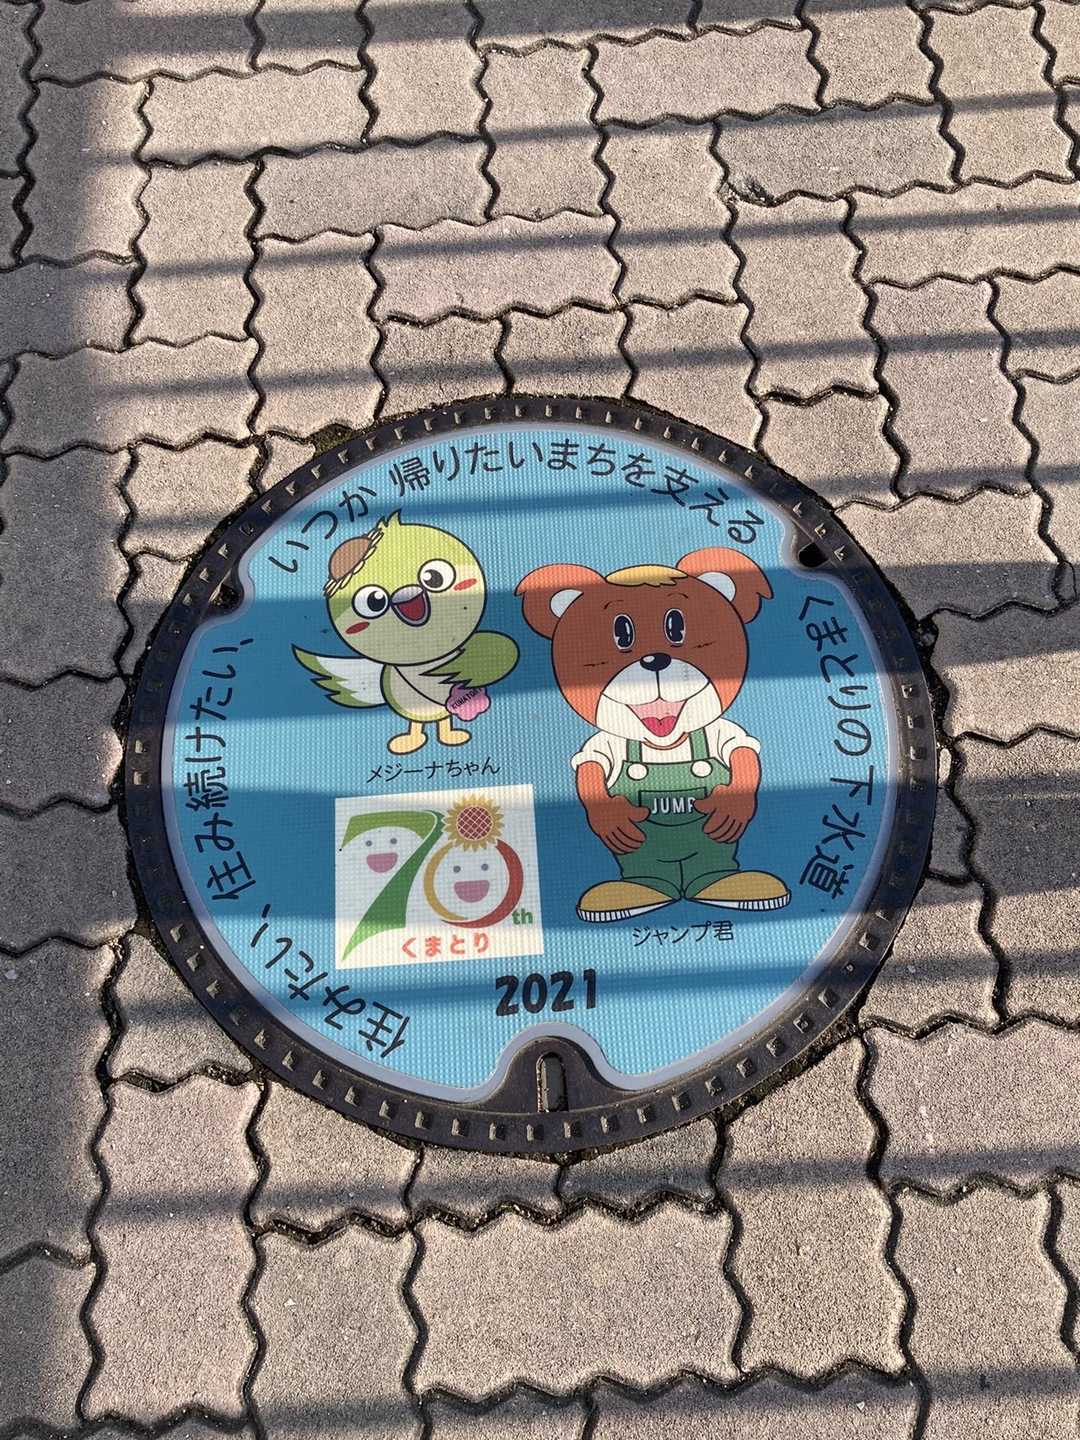 住みたい、
住み続けたい、
いつか 帰りたいまちを支える
くまとりの下水道
KUMATORI
メジーナちゃん
JUMP
ジャンプ君
70th
くまとり
2021